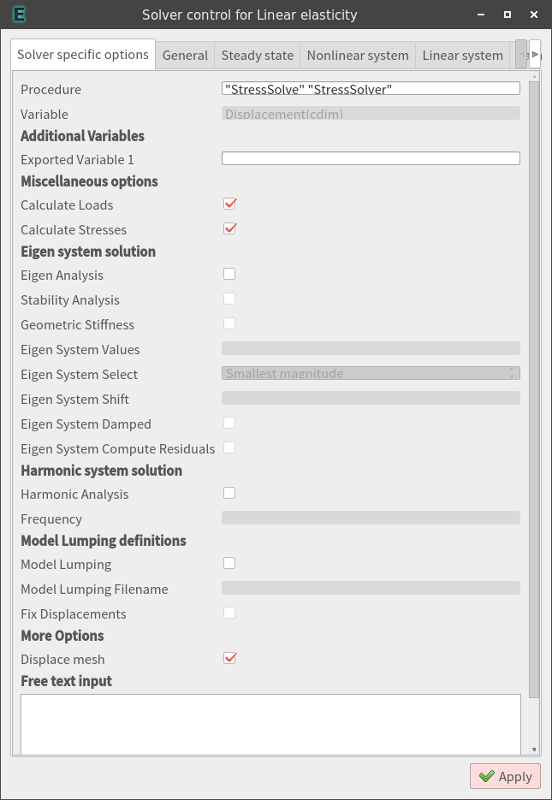 E
Solver control for Linear elasticity
Solver specific options General Steady state Nonlinear system Linear system
Procedure "StressSolve" "StressSolver"
Variable Displacement(cdim)
Additional Variables
Exported Variable 1
Miscellaneous options
Calculate Loads
Calculate Stresses
Eigen system solution
Eigen Analysis
Stability Analysis
Geometric Stiffness
Eigen System Values
Eigen System Select Smallest magnitude
Eigen System Shift
Eigen System Damped
Eigen System Compute Residuals
Harmonic system solution
Harmonic Analysis
Frequency
Model Lumping definitions
Model Lumping
Model Lumping Filename
Fix Displacements
More Options
Displace mesh
Free text input
Apply